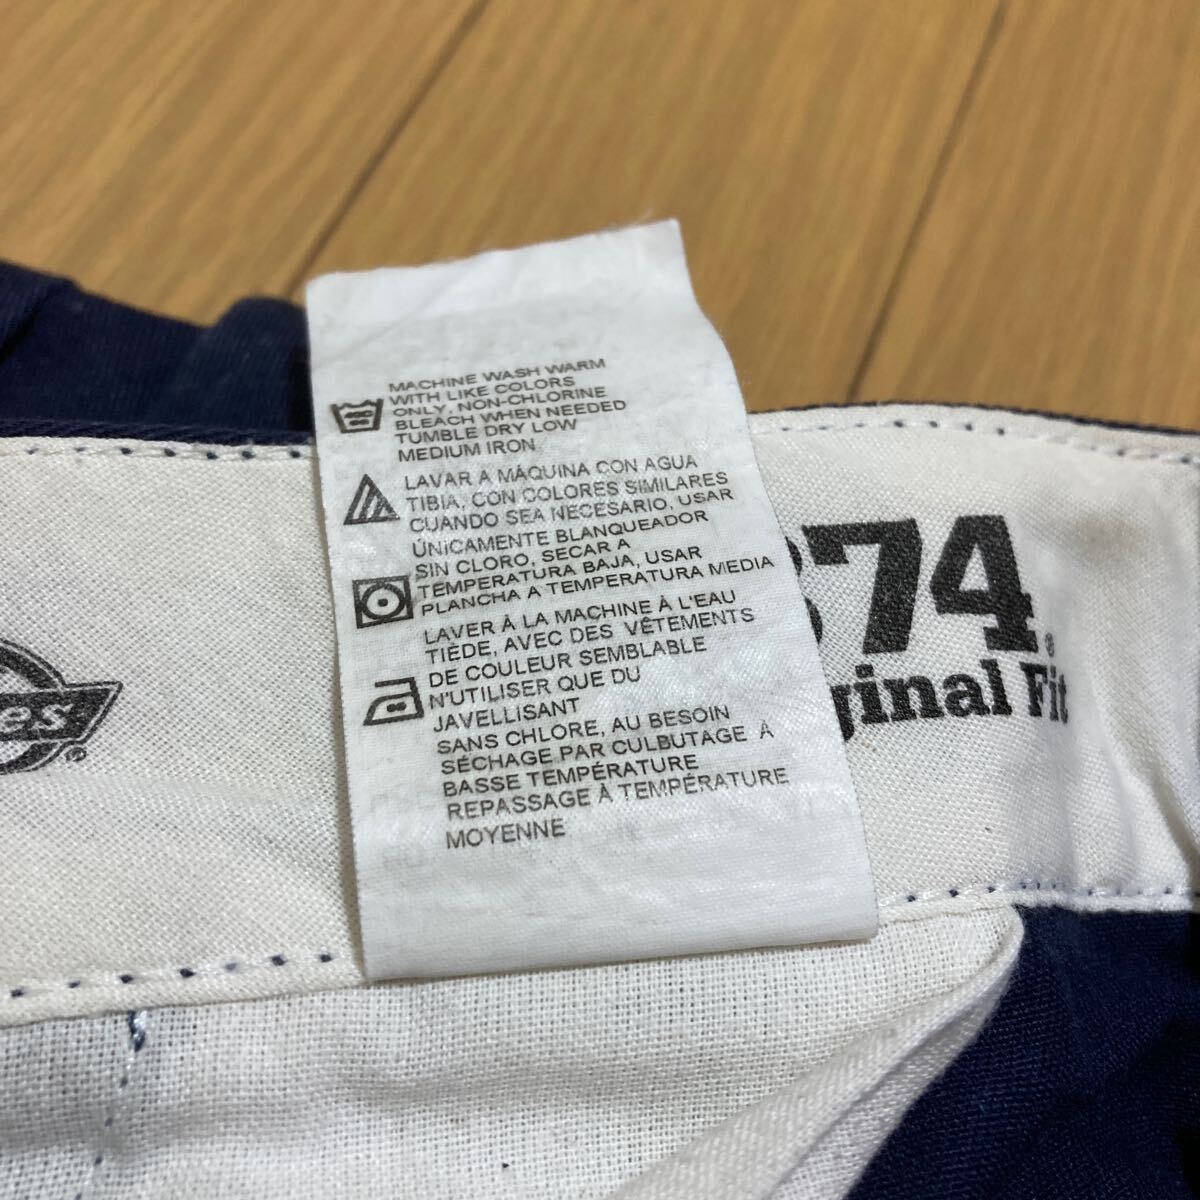 MACHINE WASH WARM
WITH LIKE COLORS
ONLY, NON-CHLORINE
BLEACH WHEN NEEDED
TUMBLE DRY LOW
MEDIUM IRON
LAVAR A MÁQUINA CON AGUA
TIBIA, CON COLORES SIMILARES
CUANDO SEA NECESARIO, USAR
ÚNICAMENTE BLANQUEADOR
SIN CLORO, SECAR A
TEMPERATURA BAJA, USAR
PLANCHA A TEMPERATURA MEDIA
LAVER À LA MACHINE À L'EAU
TIÈDE, AVEC DES VÊTEMENTS
DE COULEUR SEMBLABLE
N'UTILISER QUE DU
JAVELLISANT
SANS CHLORE, AU BESOIN
SÉCHAGE PAR CULBUTAGE À
BASSE TEMPÉRATURE
REPASSAGE À TEMPÉRATURE
MOYENNE
874®
ginal Fit
es®